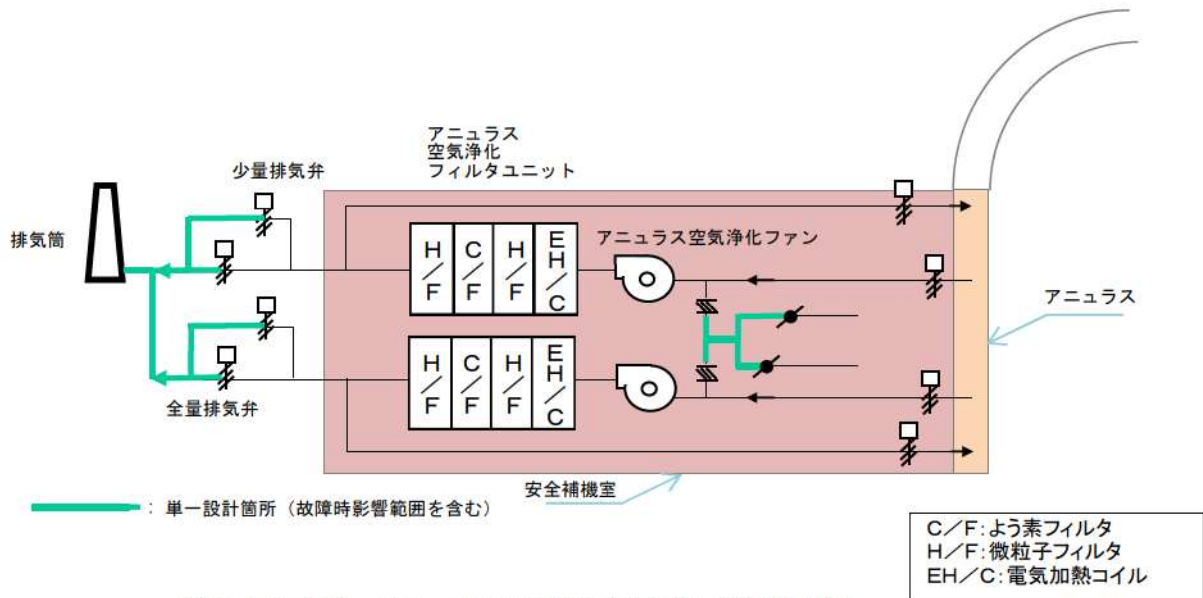 アニュラス
空気浄化
フィルタユニット
少量排気弁
排気筒
アニュラス空気浄化ファン
H/F
C/F
H/F
EH/C
アニュラス
H/F
C/F
H/F
EH/C
全量排気弁
安全補機室
：単一設計箇所（故障時影響範囲を含む）
C/F：よう素フィルタ
H/F：微粒子フィルタ
EH/C：電気加熱コイル